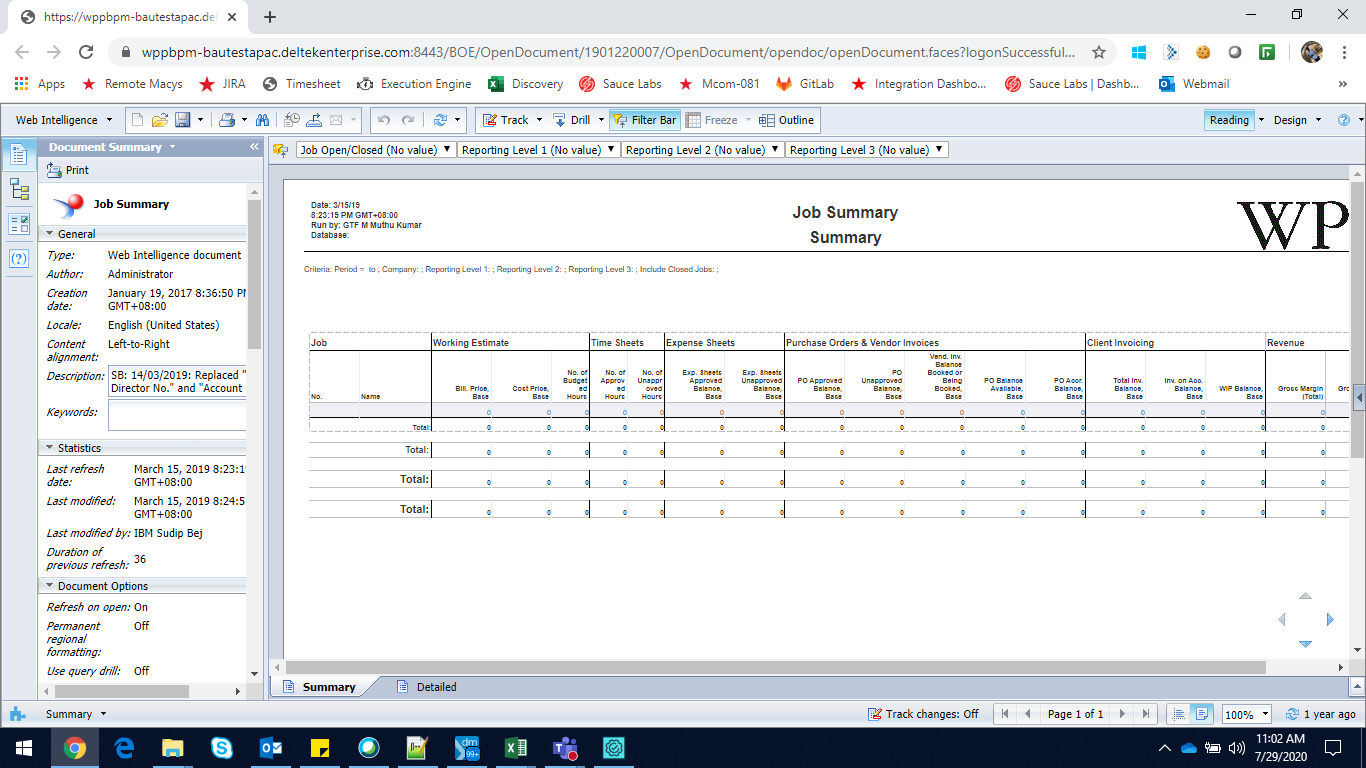 https://wppbpm-bautestapac.del
wppbpm-bautestapac.deltekenterprise.com:8443/BOE/OpenDocument/1901220007/OpenDocument/opendoc/openDocument.faces?logonSuccessful...
Apps Remote Macys JIRA Timesheet Execution Engine Discovery Sauce Labs Mcom-081 GitLab Integration Dashbo... Sauce Labs | Dashb... Webmail »
Web Intelligence Track Drill Filter Bar Freeze Outline Reading Design
Document Summary «
Job Open/Closed (No value) Reporting Level 1 (No value) Reporting Level 2 (No value) Reporting Level 3 (No value)
Print
Job Summary
General
Type: Web Intelligence document
Author: Administrator
Creation date: January 19, 2017 8:36:50 PM GMT+08:00
Locale: English (United States)
Content alignment: Left-to-Right
Description: SB: 14/03/2019: Replaced "
Director No." and "Account
Keywords:
Statistics
Last refresh date: March 15, 2019 8:23:1 GMT+08:00
Last modified: March 15, 2019 8:24:5 GMT+08:00
Last modified by: IBM Sudip Bej
Duration of previous refresh: 36
Document Options
Refresh on open: On
Permanent regional formatting: Off
Use query drill: Off
Date: 3/15/19
8:23:19 PM GMT+08:00
Run by: GTF M Muthu Kumar
Database:
Job Summary
Summary
WP
Criteria: Period = to ; Company: ; Reporting Level 1: ; Reporting Level 2: ; Reporting Level 3: ; Include Closed Jobs: ;
Job Working Estimate Time Sheets Expense Sheets Purchase Orders & Vendor Invoices Client Invoicing Revenue
No. Name Bill. Price, Base Cost Price, Base No. of Budget ed Hours No. of Approv ed Hours No. of Unappr oved Hours Exp. Sheets Approved Balance, Base Exp. Sheets Unapproved Balance, Base PO Approved Balance, Base PO Unapproved Balance, Base Vend. Inv. Balance Booked or Being Booked, Base PO Balance Available, Base PO Accr. Balance, Base Total Inv. Balance, Base Inv. on Acc. Balance, Base WIP Balance, Base Gross Margin (Total) Grc
0 0 0 0 0 0 0 0 0 0 0 0 0 0 0 0
Total: 0 0 0 0 0 0 0 0 0 0 0 0 0 0 0 0
Total: 0 0 0 0 0 0 0 0 0 0 0 0 0 0 0 0
Total: 0 0 0 0 0 0 0 0 0 0 0 0 0 0 0 0
Total: 0 0 0 0 0 0 0 0 0 0 0 0 0 0 0 0
Summary Detailed
Summary Track changes: Off Page 1 of 1 100% 1 year ago
dm 99+
11:02 AM
7/29/2020